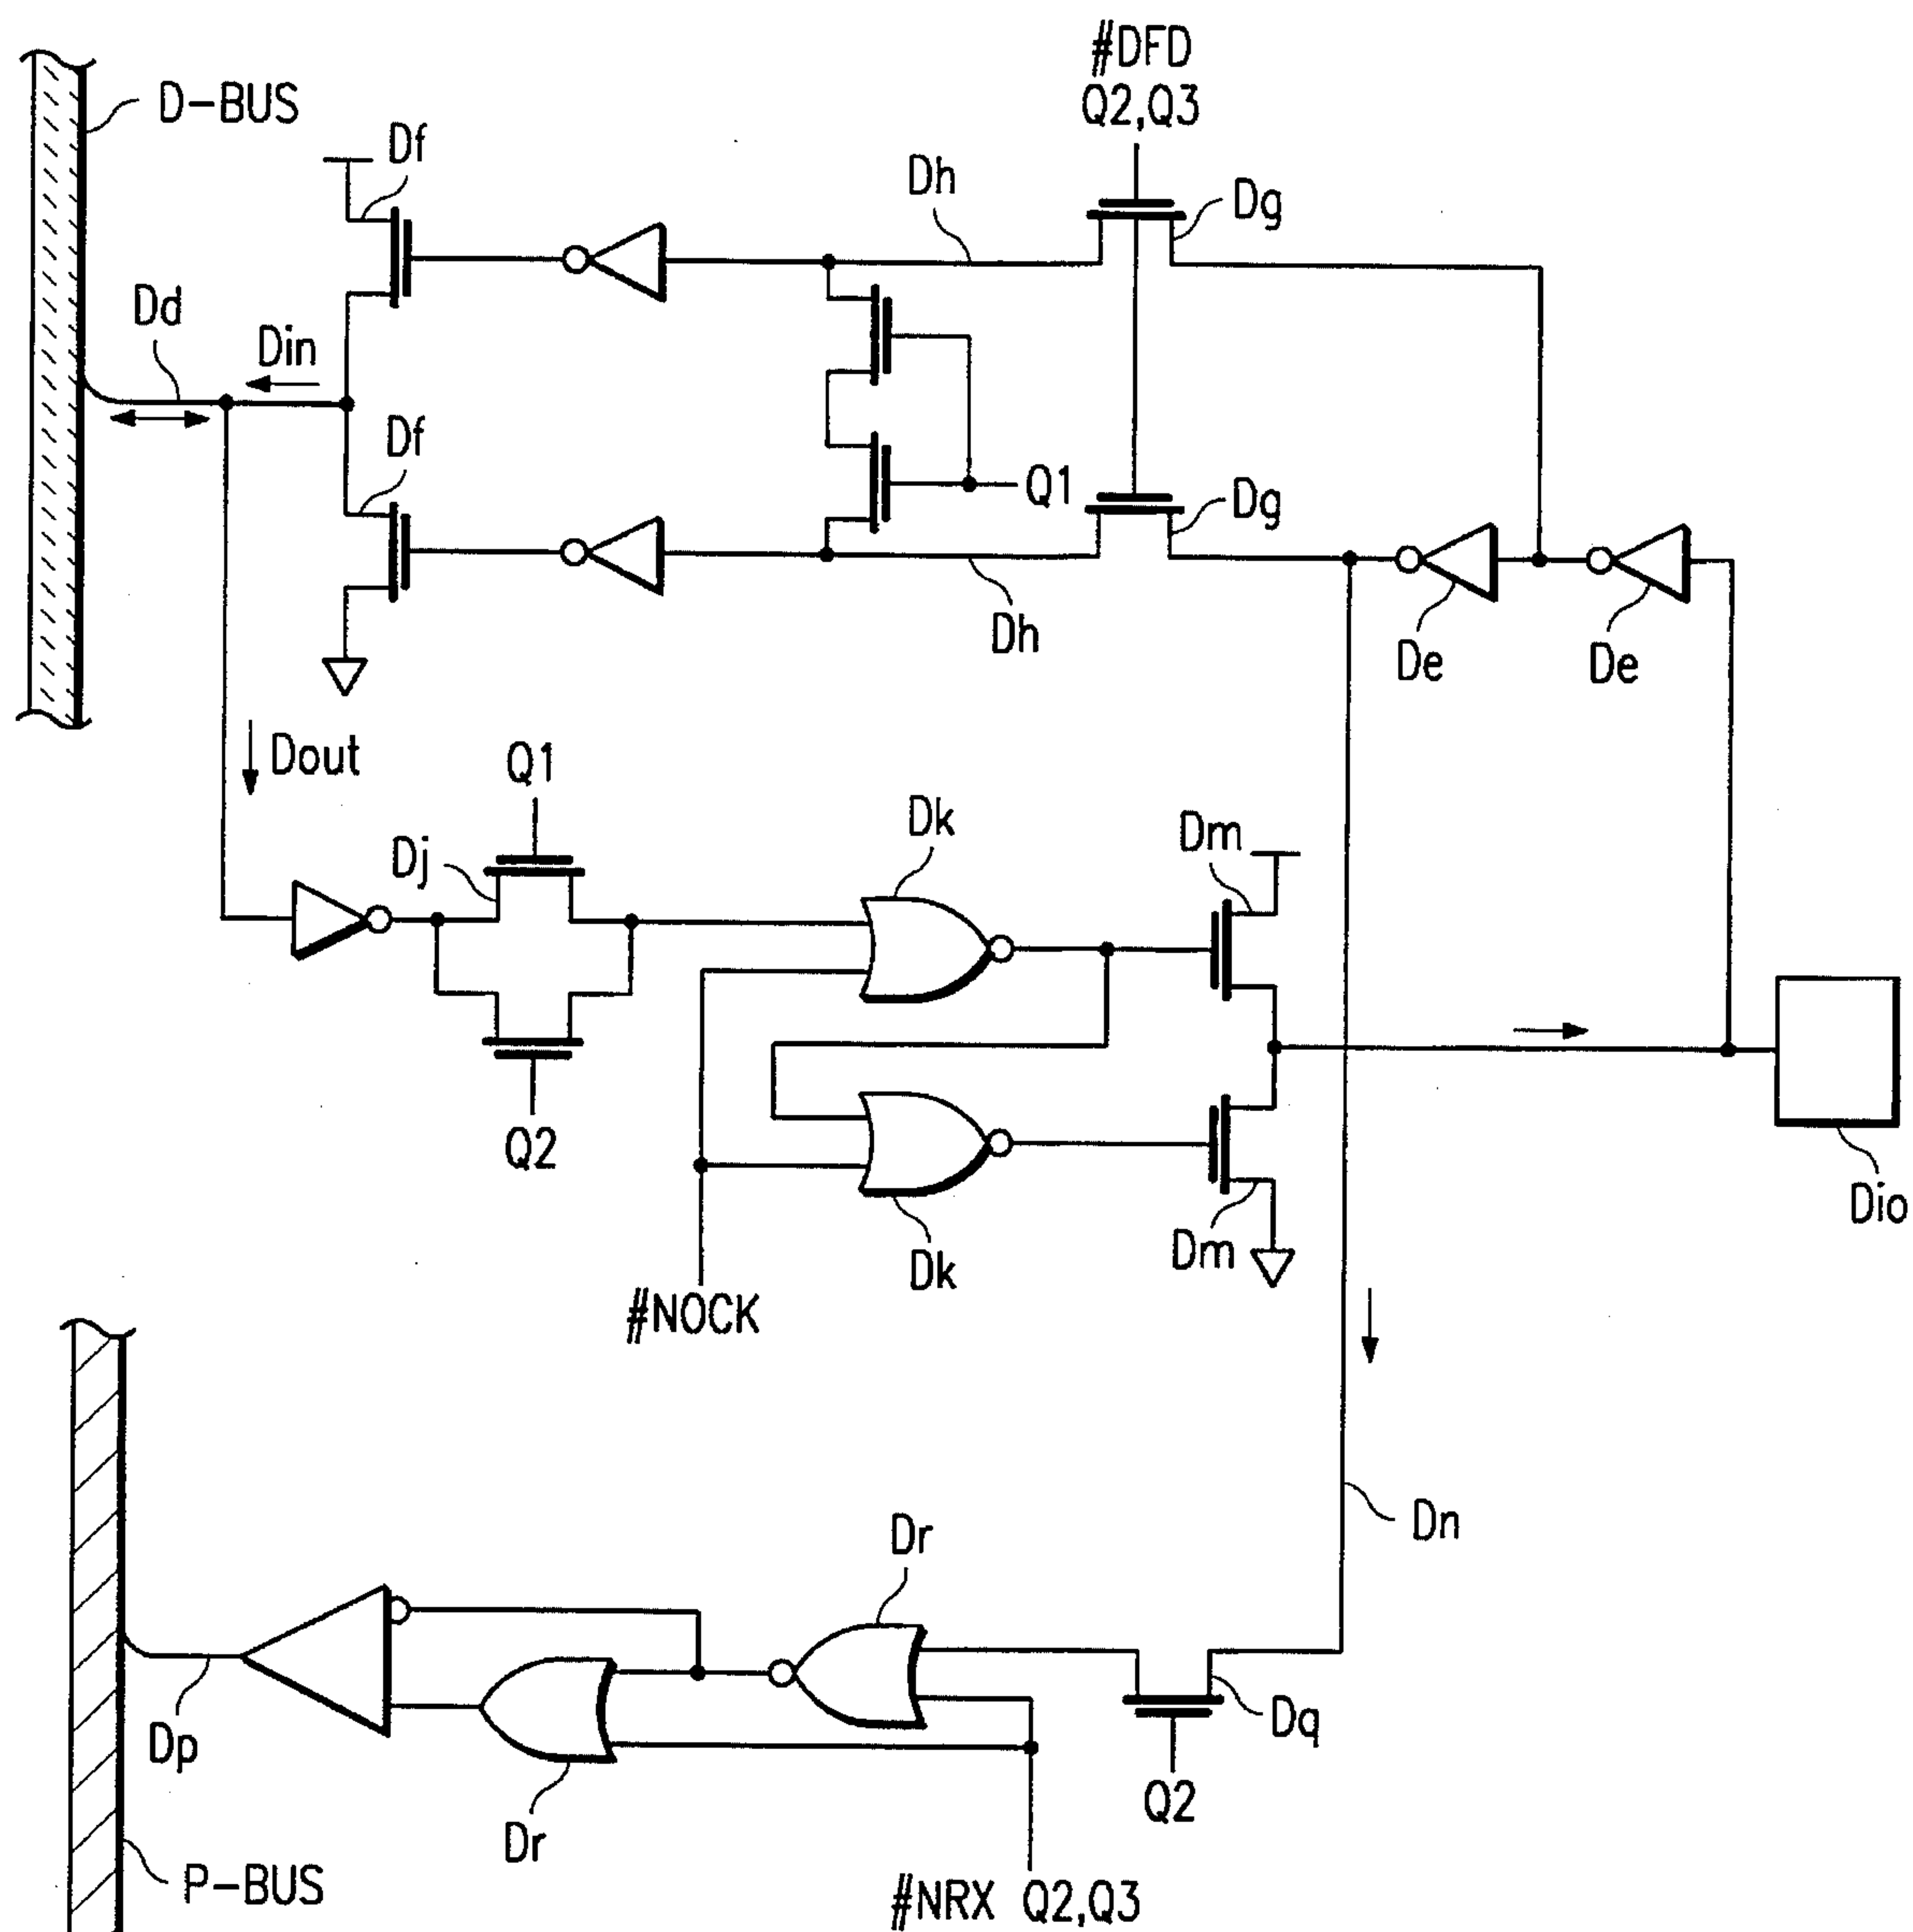 #DFD
Q2,Q3
D-BUS
Df
Dh
Dg
Dd
Din
Df
Q1
Dg
Dh
De
De
Dout
Q1
Dj
Dk
Dm
Q2
Dk
Dm
Dio
#NOCK
Dn
Dr
Dp
Dq
Dr
Q2
P-BUS
#NRX Q2,Q3